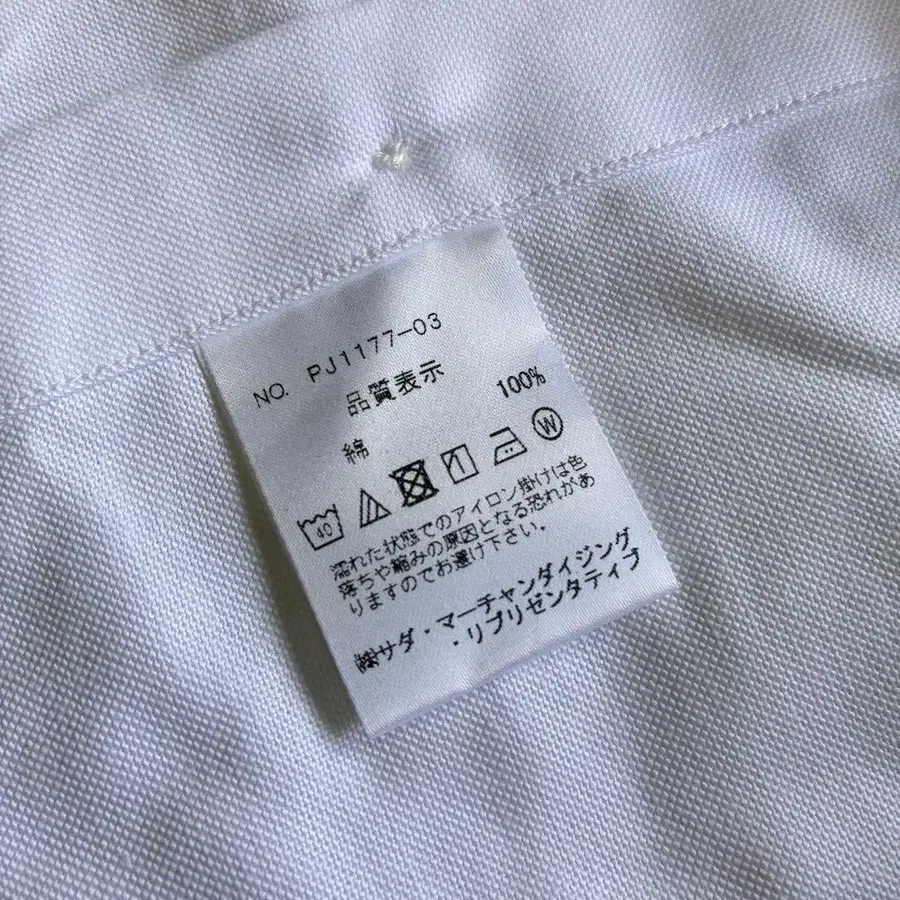 NO. PJ1177-03
品質表示
綿 100%
40 W
濡れた状態でのアイロン掛けは色
落ちや縮みの原因となる恐れがあ
りますのでお避け下さい。
㈱サダ・マーチャンダイジング
・リプリゼンタティブ